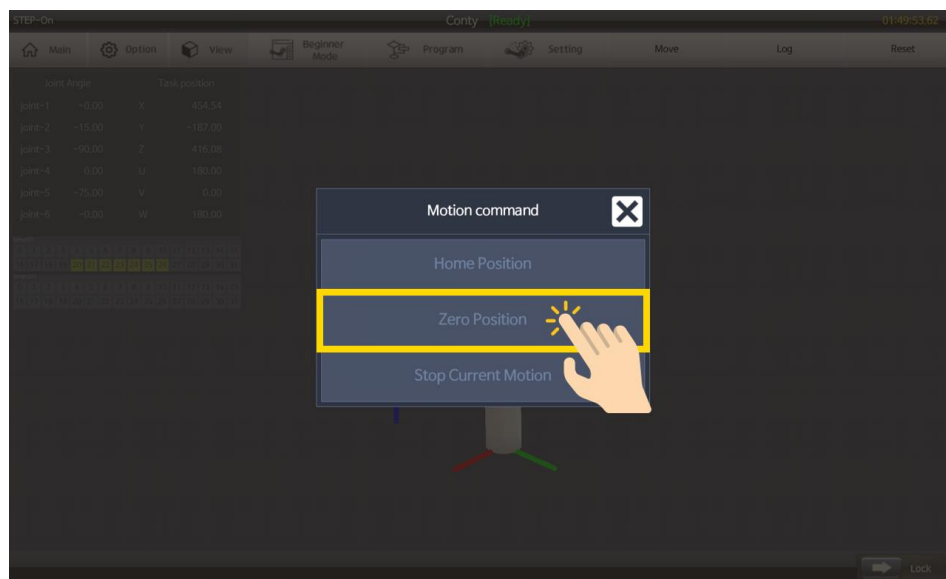 STEP-On
Conty [Ready]
01:49:53.62
Main
Option
View
Beginner
Mode
Program
Setting
Move
Log
Reset
Joint Angle Task position
joint-1 -0.00 X 454.54
joint-2 -15.00 Y -187.00
joint-3 -90.00 Z 416.08
joint-4 0.00 U 180.00
joint-5 -75.00 V 0.00
joint-6 -0.00 W 180.00
Motion command
Home Position
Zero Position
Stop Current Motion
Lock